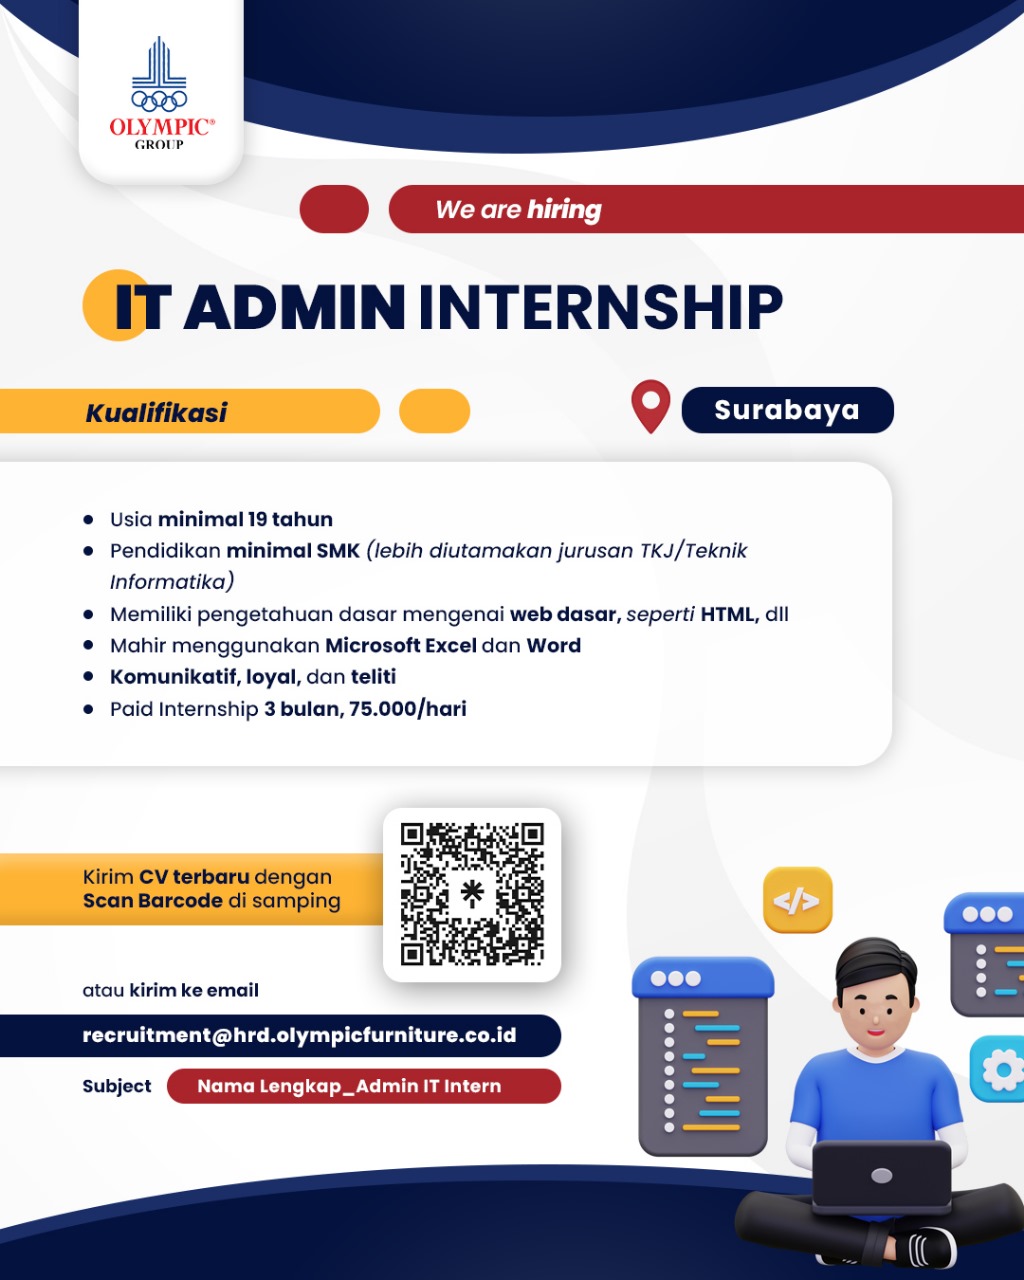 OLYMPIC®
GROUP
We are hiring
IT ADMIN INTERNSHIP
Kualifikasi
Surabaya
Usia minimal 19 tahun
Pendidikan minimal SMK (lebih diutamakan jurusan TKJ/Teknik
Informatika)
Memiliki pengetahuan dasar mengenai web dasar, seperti HTML, dll
Mahir menggunakan Microsoft Excel dan Word
Komunikatif, loyal, dan teliti
Paid Internship 3 bulan, 75.000/hari
Kirim CV terbaru dengan
Scan Barcode di samping
atau kirim ke email
recruitment@hrd.olympicfurniture.co.id
Subject Nama Lengkap_Admin IT Intern